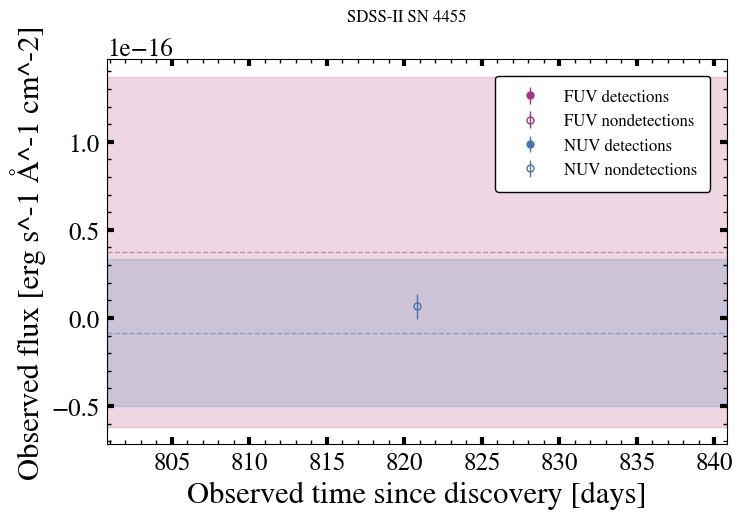 SDSS-II SN 4455
1e−16
Observed flux [erg s^-1 Å^-1 cm^-2]
1.0
0.5
0.0
−0.5
FUV detections
FUV nondetections
NUV detections
NUV nondetections
805 810 815 820 825 830 835 840
Observed time since discovery [days]